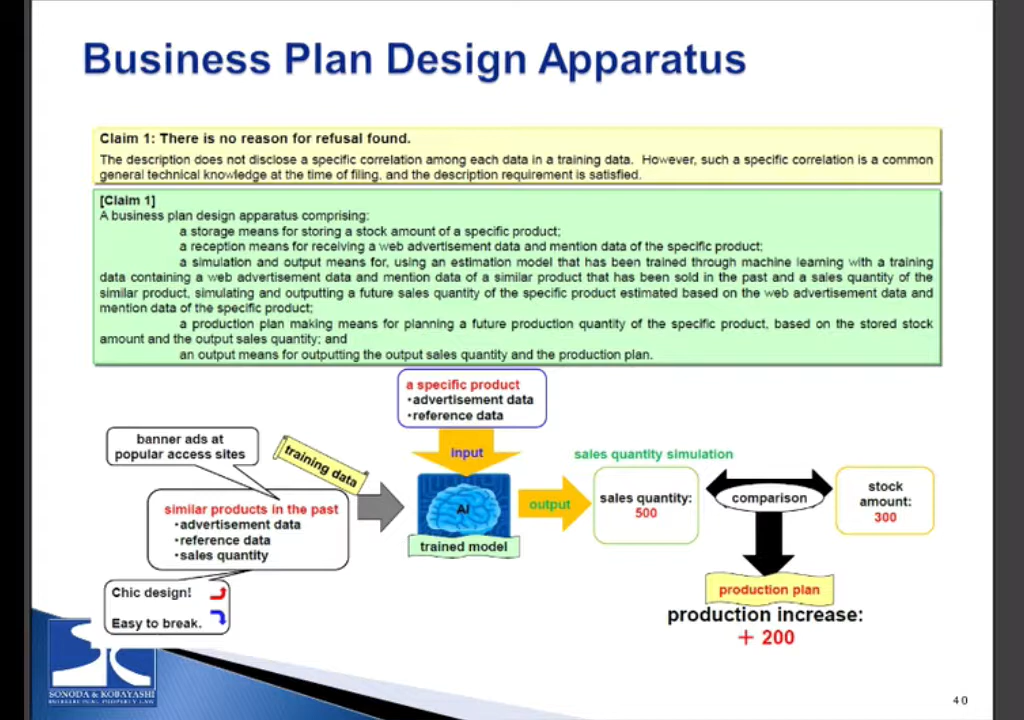 Business Plan Design Apparatus
Claim 1: There is no reason for refusal found.
The description does not disclose a specific correlation among each data in a training data. However, such a specific correlation is a common
general technical knowledge at the time of filing, and the description requirement is satisfied.
[Claim 1]
A business plan design apparatus comprising:
a storage means for storing a stock amount of a specific product;
a reception means for receiving a web advertisement data and mention data of the specific product;
a simulation and output means for, using an estimation model that has been trained through machine learning with a training
data containing a web advertisement data and mention data of a similar product that has been sold in the past and a sales quantity of the
similar product, simulating and outputting a future sales quantity of the specific product estimated based on the web advertisement data and
mention data of the specific product;
a production plan making means for planning a future production quantity of the specific product, based on the stored stock
amount and the output sales quantity; and
an output means for outputting the output sales quantity and the production plan.
a specific product
・advertisement data
・reference data
banner ads at
popular access sites
training data
input
sales quantity simulation
similar products in the past
・advertisement data
・reference data
・sales quantity
AI
trained model
output
sales quantity:
500
comparison
stock
amount:
300
Chic design!
Easy to break.
production plan
production increase:
＋ 200
SONODA & KOBAYASHI
INTELLECTUAL PROPERTY LAW
40